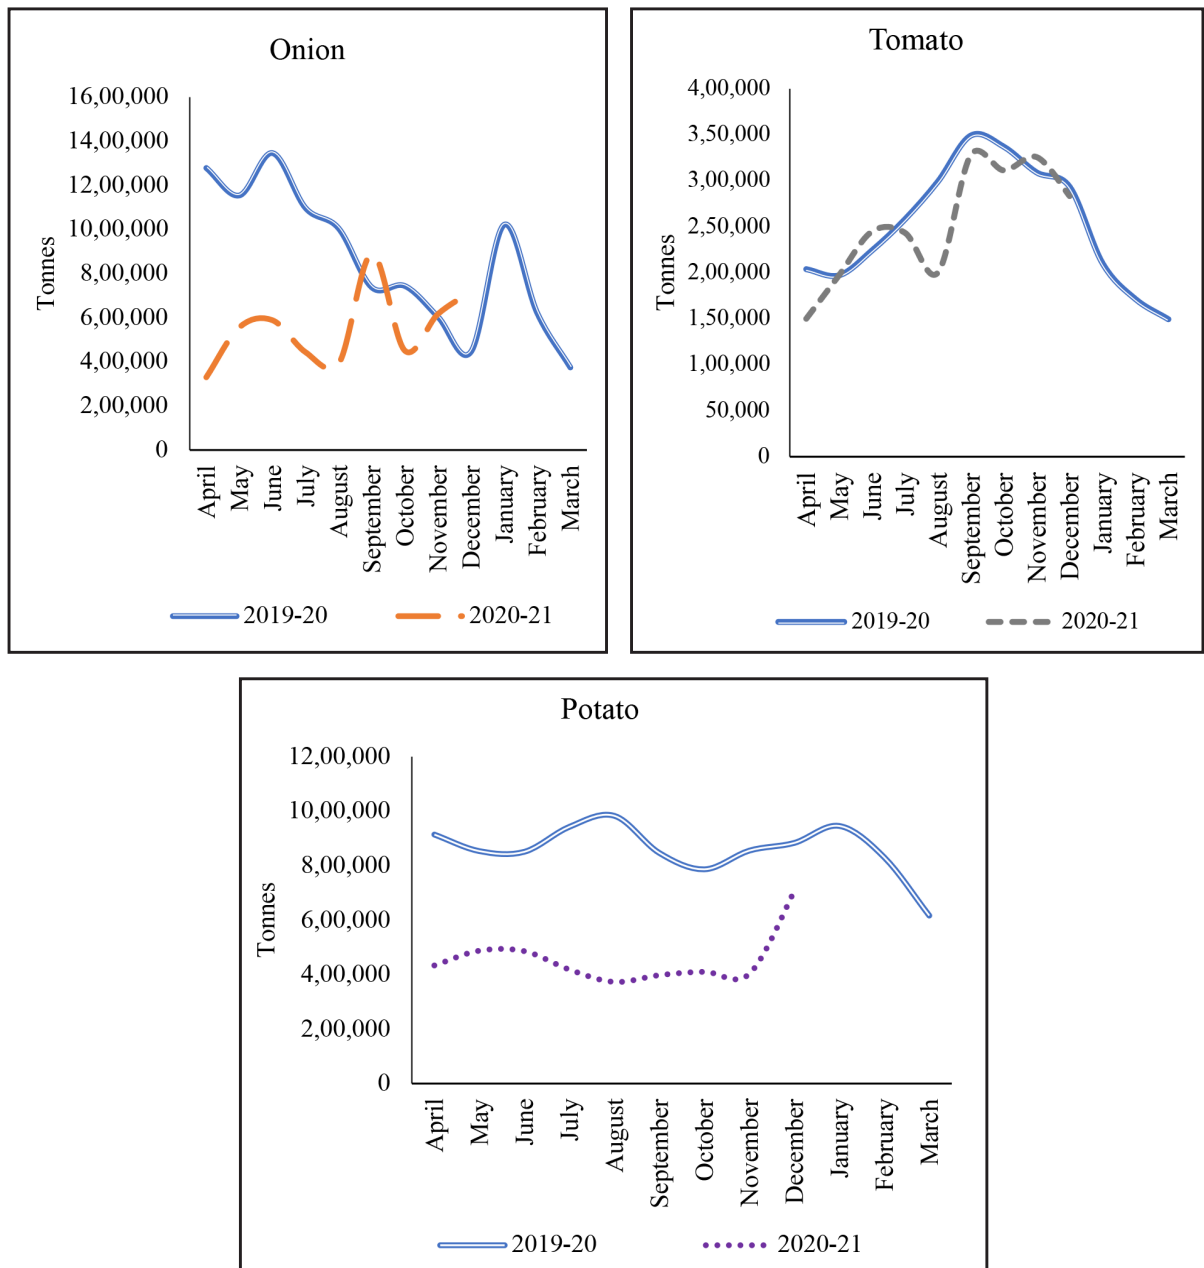 Onion
16,00,000
14,00,000
12,00,000
10,00,000
8,00,000
6,00,000
4,00,000
2,00,000
0
Tonnes
April
May
June
July
August
September
October
November
December
January
February
March
2019-20
2020-21
Tomato
4,00,000
3,50,000
3,00,000
2,50,000
2,00,000
1,50,000
1,00,000
50,000
0
Tonnes
April
May
June
July
August
September
October
November
December
January
February
March
2019-20
2020-21
Potato
12,00,000
10,00,000
8,00,000
6,00,000
4,00,000
2,00,000
0
Tonnes
April
May
June
July
August
September
October
November
December
January
February
March
2019-20
2020-21